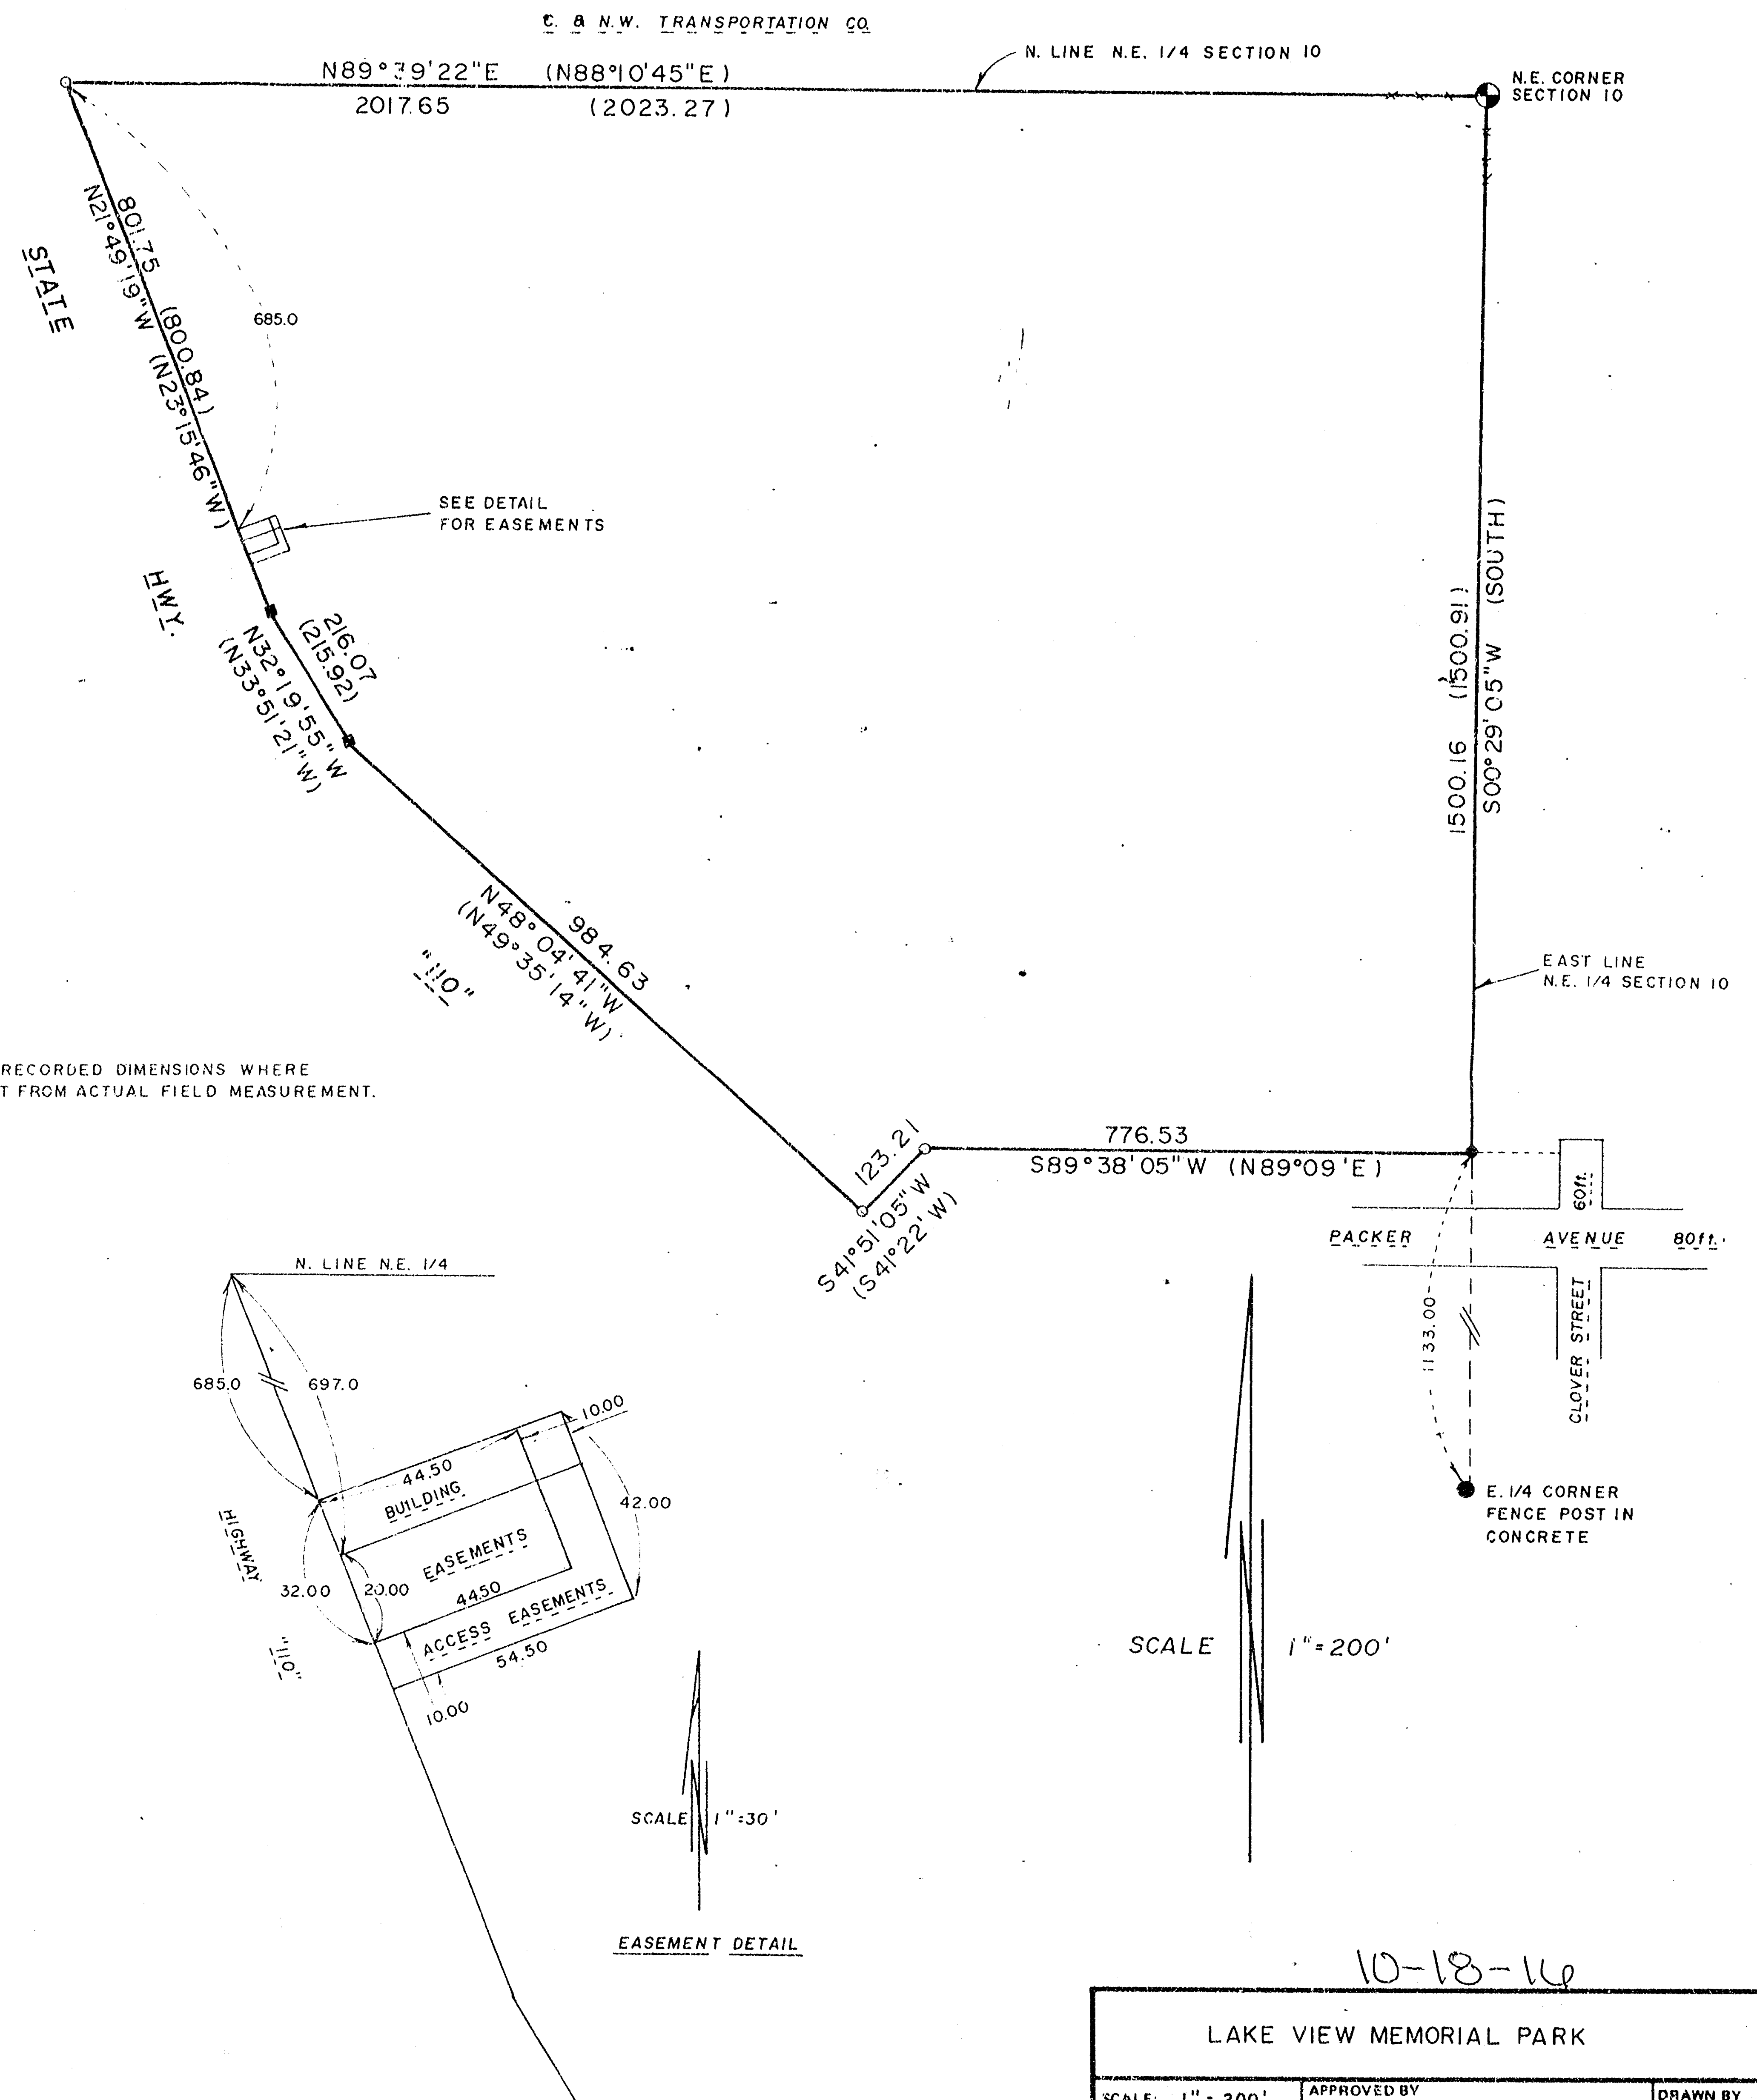 C. & N.W. TRANSPORTATION CO.
N. LINE N.E. 1/4 SECTION 10
N89°39'22"E (N88°10'45"E)
2017.65 (2023.27)
N.E. CORNER
SECTION 10
801.75 (800.84)
N21°49'19"W (N23°15'46"W)
STATE
685.0
SEE DETAIL
FOR EASEMENTS
HWY.
216.07
(215.92)
N32°19'55"W
(N33°51'21"W)
1500.16 (1500.91)
S00°29'05"W (SOUTH)
984.63
N48°04'41"W
(N49°35'14"W)
"110"
EAST LINE
N.E. 1/4 SECTION 10
RECORDED DIMENSIONS WHERE
T FROM ACTUAL FIELD MEASUREMENT.
123.21
S41°51'05"W
(S41°22'W)
776.53
S89°38'05"W (N89°09'E)
60ft.
PACKER AVENUE 80ft.
CLOVER STREET
1133.00
E. 1/4 CORNER
FENCE POST IN
CONCRETE
N. LINE N.E. 1/4
685.0
697.0
10.00
44.50
BUILDING
42.00
HIGHWAY
EASEMENTS
32.00
20.00
44.50
ACCESS EASEMENTS
54.50
"110"
10.00
SCALE 1"=200'
SCALE 1"=30'
EASEMENT DETAIL
10-18-16
LAKE VIEW MEMORIAL PARK
SCALE: 1" = 200'
APPROVED BY
DRAWN BY